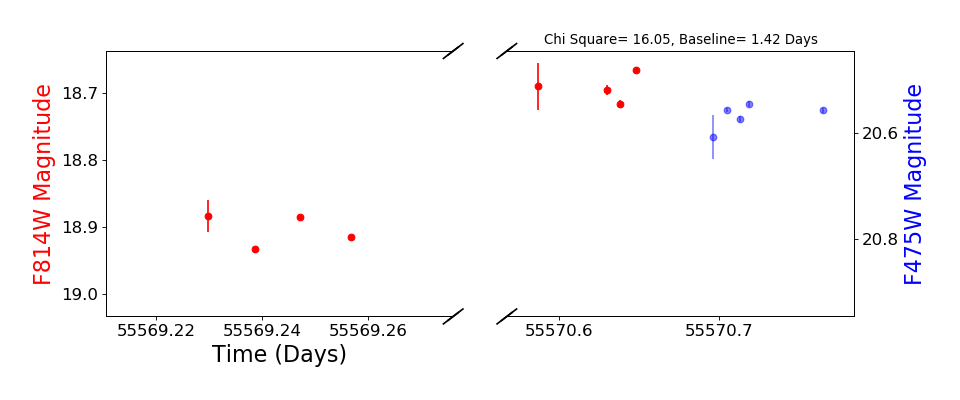 Chi Square= 16.05, Baseline= 1.42 Days
F814W Magnitude
18.7
18.8
18.9
19.0
20.6
20.8
F475W Magnitude
55569.22 55569.24 55569.26 55570.6 55570.7
Time (Days)